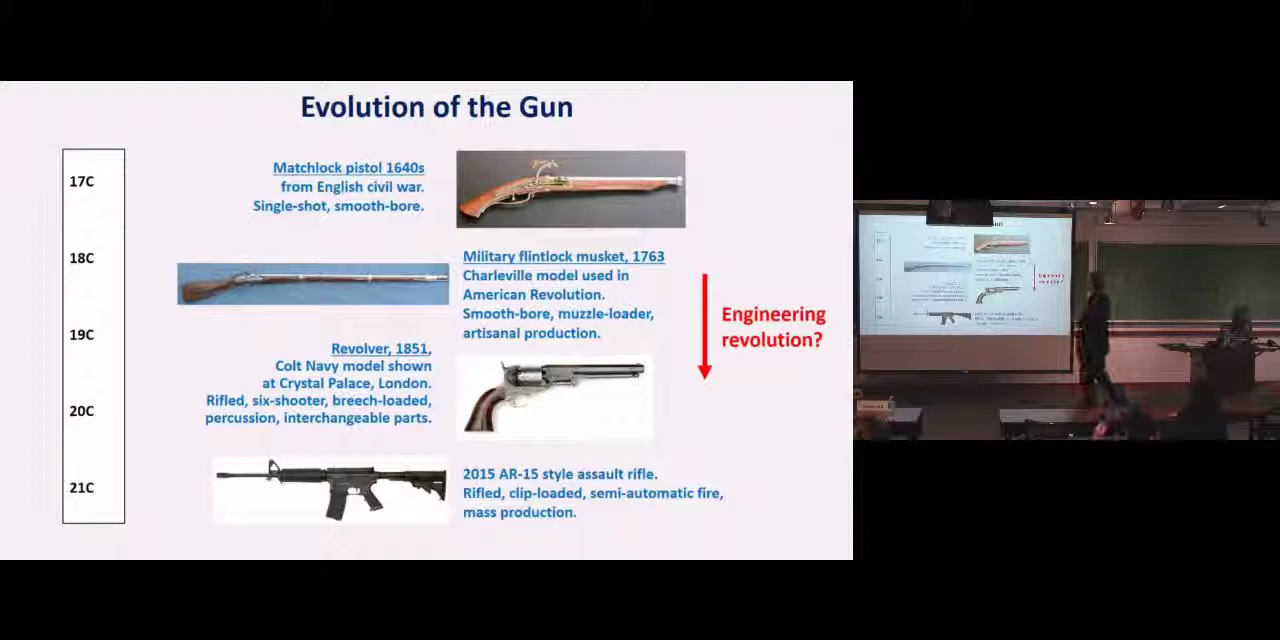 Evolution of the Gun
17C
18C
19C
20C
21C
Matchlock pistol 1640s
from English civil war.
Single-shot, smooth-bore.
Military flintlock musket, 1763
Charleville model used in
American Revolution.
Smooth-bore, muzzle-loader,
artisanal production.
Engineering
revolution?
Revolver, 1851,
Colt Navy model shown
at Crystal Palace, London.
Rifled, six-shooter, breech-loaded,
percussion, interchangeable parts.
2015 AR-15 style assault rifle.
Rifled, clip-loaded, semi-automatic fire,
mass production.
Engineering
revolution?